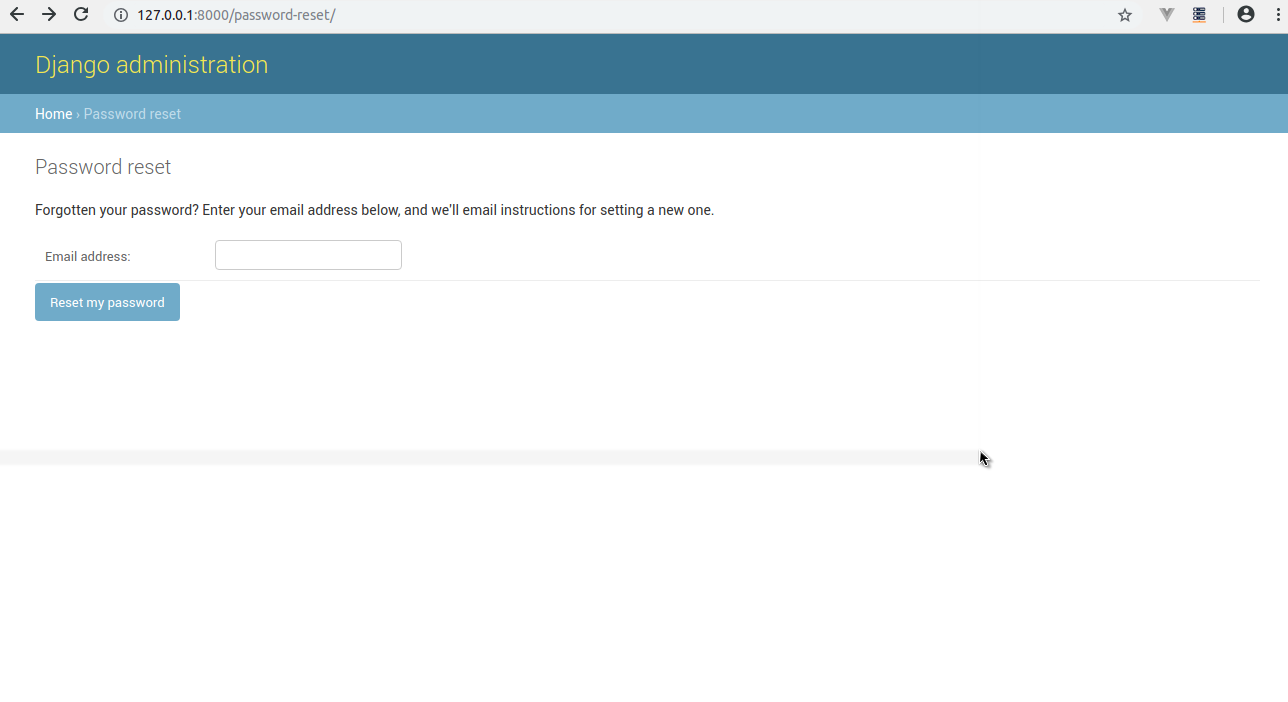 127.0.0.1:8000/password-reset/
Django administration
Home › Password reset
Password reset
Forgotten your password? Enter your email address below, and we'll email instructions for setting a new one.
Email address:
Reset my password